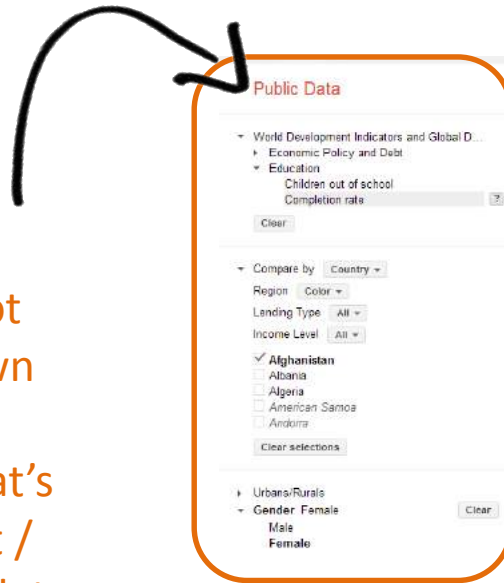 Public Data
World Development Indicators and Global D...
Economic Policy and Debt
Education
Children out of school
Completion rate ?
Clear
Compare by Country
Region Color
Lending Type All
Income Level All
Afghanistan
Albania
Algeria
American Samoa
Andorra
Clear selections
Urbans/Rurals
Gender Female Clear
Male
Female
wn
at's
/